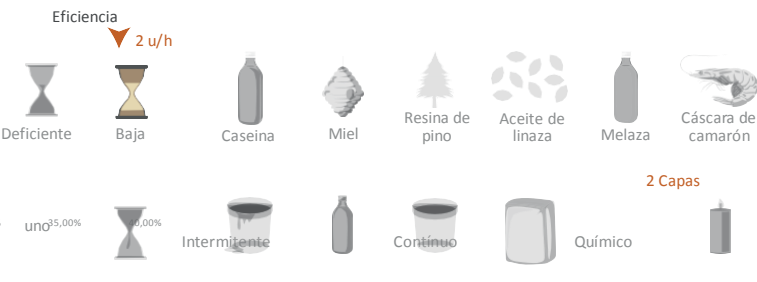 Eficiencia
2 u/h
Deficiente
Baja
Caseina
Miel
Resina de
pino
Aceite de
linaza
Melaza
Cáscara de
camarón
2 Capas
uno
35,00%
40,00%
Intermitente
Contínuo
Químico